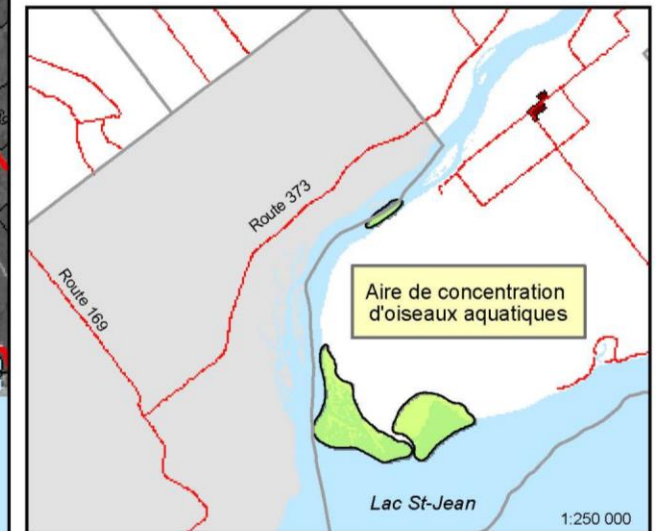 Route 373
Route 169
Aire de concentration
d'oiseaux aquatiques
Lac St-Jean
1:250 000